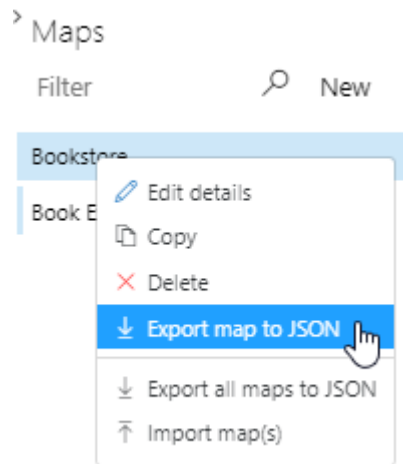 Maps
Filter New
Bookstore
Book E
Edit details
Copy
Delete
Export map to JSON
Export all maps to JSON
Import map(s)